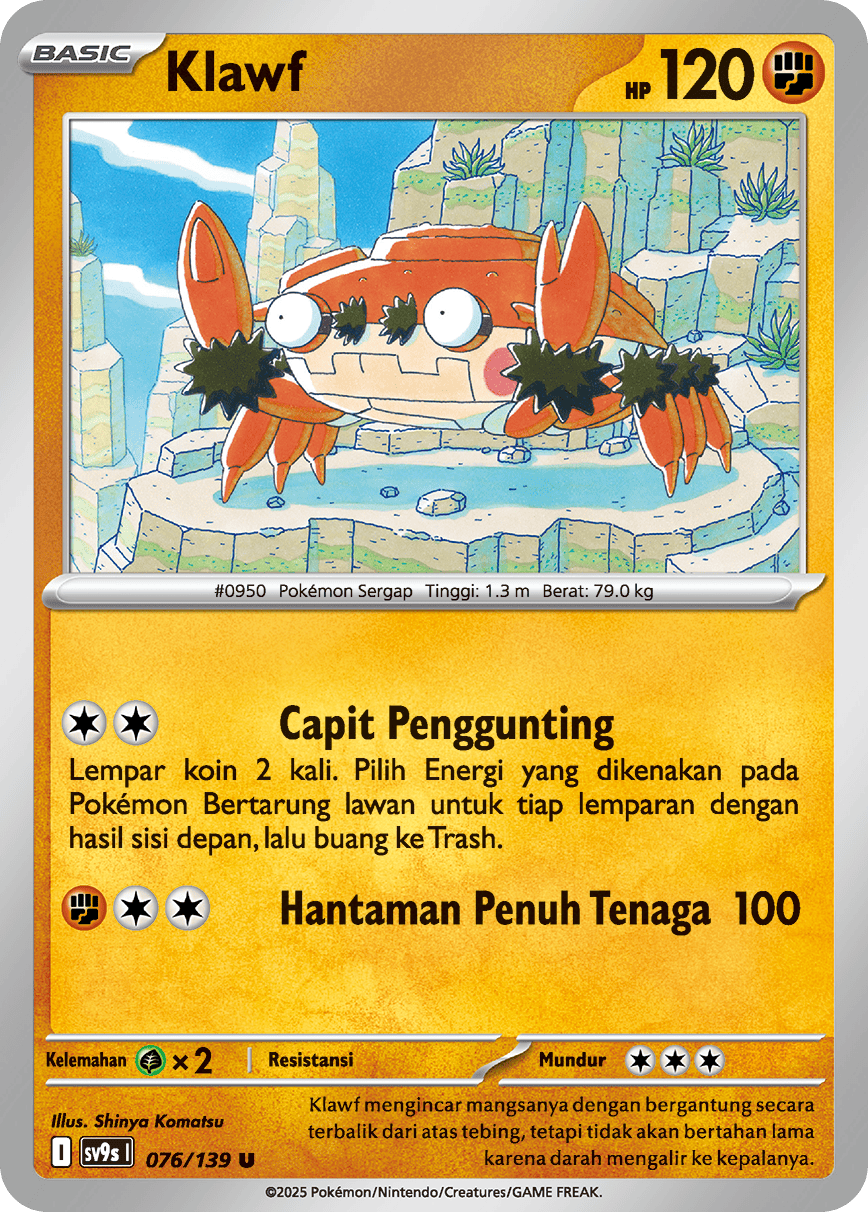 BASIC
Klawf
HP 120
#0950 Pokémon Sergap Tinggi: 1.3 m Berat: 79.0 kg
Capit Penggunting
Lempar koin 2 kali. Pilih Energi yang dikenakan pada
Pokémon Bertarung lawan untuk tiap lemparan dengan
hasil sisi depan, lalu buang ke Trash.
Hantaman Penuh Tenaga 100
Kelemahan ×2 Resistansi Mundur
Illus. Shinya Komatsu
I sv9s I 076/139 U
Klawf mengincar mangsanya dengan bergantung secara
terbalik dari atas tebing, tetapi tidak akan bertahan lama
karena darah mengalir ke kepalanya.
©2025 Pokémon/Nintendo/Creatures/GAME FREAK.